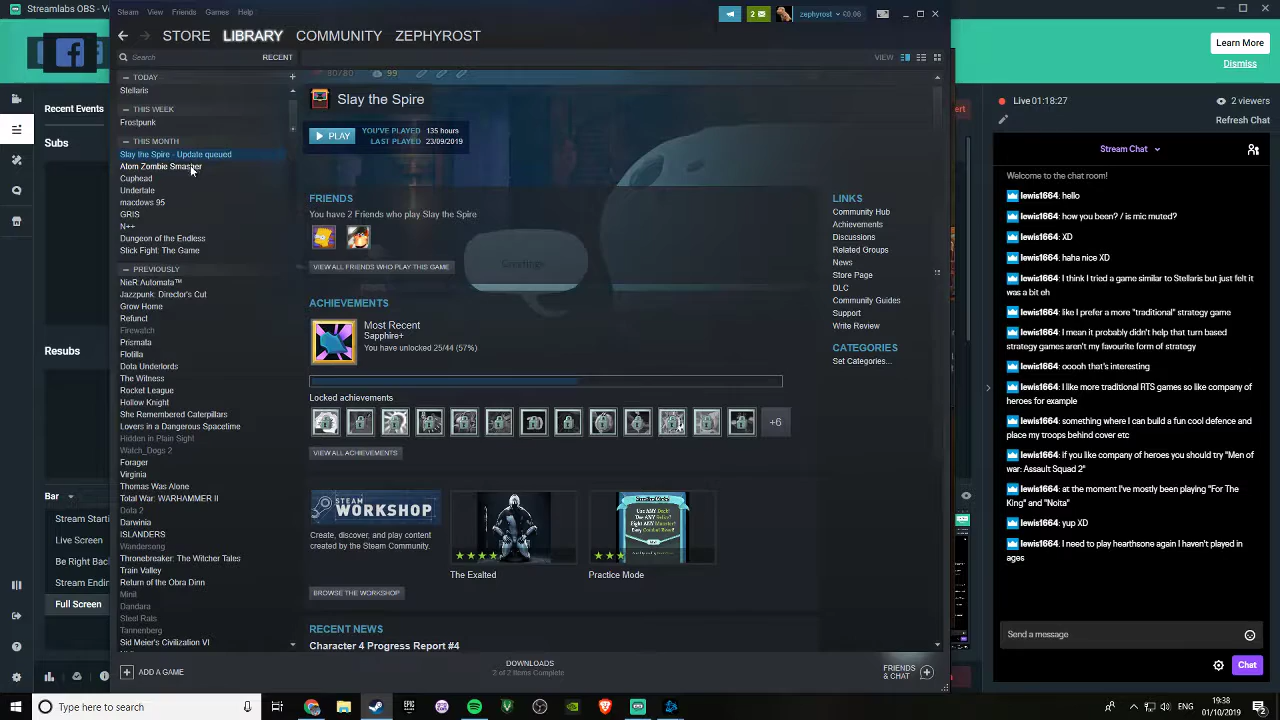 Streamlabs OBS - Ve
Steam
View
Friends
Games
Help
2
zephyrost
£0.06
STORE
LIBRARY
COMMUNITY
ZEPHYROST
Learn More
Dismiss
Search
RECENT
VIEW
TODAY
Stellaris
THIS WEEK
Frostpunk
THIS MONTH
Slay the Spire - Update queued
Atom Zombie Smasher
Cuphead
Undertale
macdows 95
GRIS
N++
Dungeon of the Endless
Stick Fight: The Game
PREVIOUSLY
NieR:Automata™
Jazzpunk: Director's Cut
Grow Home
Refunct
Firewatch
Prismata
Flotilla
Dota Underlords
The Witness
Rocket League
Hollow Knight
She Remembered Caterpillars
Lovers in a Dangerous Spacetime
Hidden in Plain Sight
Watch_Dogs 2
Forager
Virginia
Thomas Was Alone
Total War: WARHAMMER II
Dota 2
Darwinia
ISLANDERS
Wandersong
Thronebreaker: The Witcher Tales
Train Valley
Return of the Obra Dinn
Minit
Dandara
Steel Rats
Tannenberg
Sid Meier's Civilization VI
ADD A GAME
Recent Events
Subs
Resubs
Bar
Stream Starti
Live Screen
Be Right Back
Stream Ending
Full Screen
80/80
99
Slay the Spire
PLAY
YOU'VE PLAYED 135 hours
LAST PLAYED 23/09/2019
FRIENDS
You have 2 Friends who play Slay the Spire
VIEW ALL FRIENDS WHO PLAY THIS GAME
Greetings~
ACHIEVEMENTS
Most Recent
Sapphire+
You have unlocked 25/44 (57%)
Locked achievements
+6
VIEW ALL ACHIEVEMENTS
STEAM
WORKSHOP
Create, discover, and play content
created by the Steam Community.
The Exalted
Practice Mode
BROWSE THE WORKSHOP
RECENT NEWS
Character 4 Progress Report #4
LINKS
Community Hub
Achievements
Discussions
Related Groups
News
Store Page
DLC
Community Guides
Support
Write Review
CATEGORIES
Set Categories...
DOWNLOADS
2 of 2 Items Complete
FRIENDS
& CHAT
Live 01:18:27
2 viewers
Refresh Chat
Stream Chat
Welcome to the chat room!
lewis1664: hello
lewis1664: how you been? / is mic muted?
lewis1664: XD
lewis1664: haha nice XD
lewis1664: I think I tried a game similar to Stellaris but just felt it
was a bit eh
lewis1664: like I prefer a more "traditional" strategy game
lewis1664: I mean it probably didn't help that turn based
strategy games aren't my favourite form of strategy
lewis1664: ooooh that's interesting
lewis1664: I like more traditional RTS games so like company of
heroes for example
lewis1664: something where I can build a fun cool defence and
place my troops behind cover etc
lewis1664: if you like company of heroes you should try "Men of
war: Assault Squad 2"
lewis1664: at the moment I've mostly been playing "For The
King" and "Noita"
lewis1664: yup XD
lewis1664: I need to play hearthsone again I haven't played in
ages
Send a message
Chat
Type here to search
ENG
19:38
01/10/2019
2